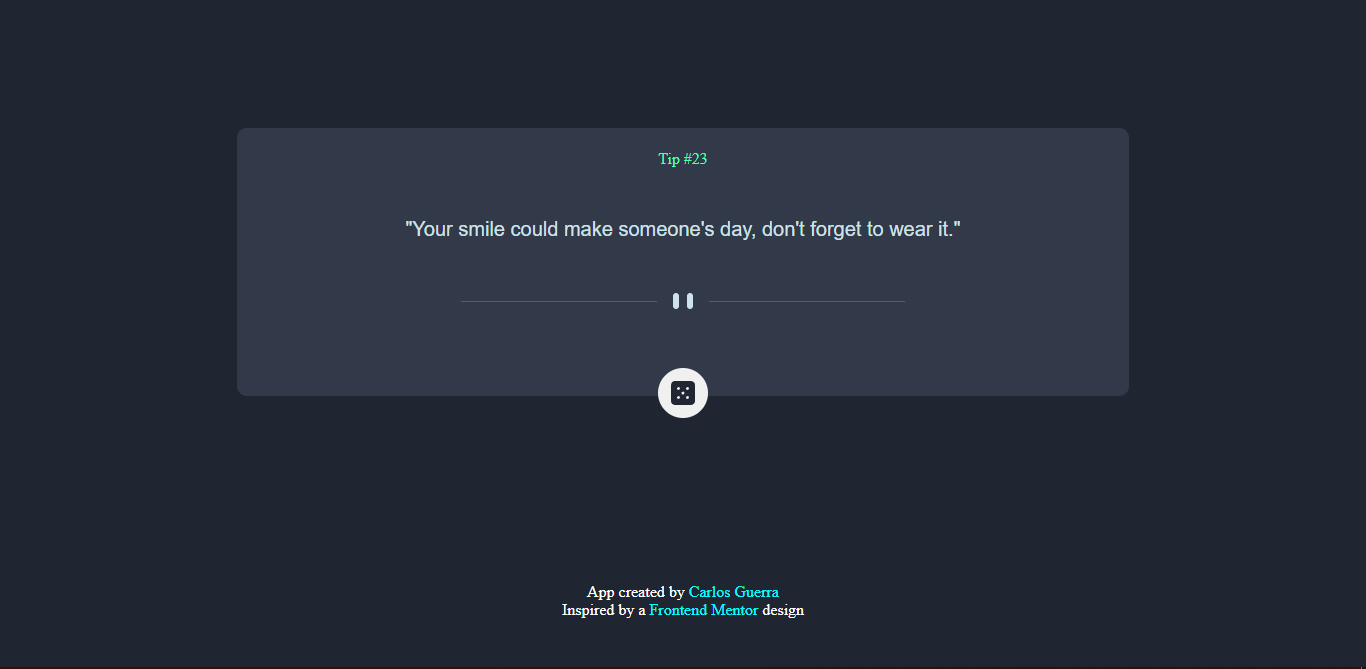 Tip #23
"Your smile could make someone's day, don't forget to wear it."
App created by Carlos Guerra
Inspired by a Frontend Mentor design